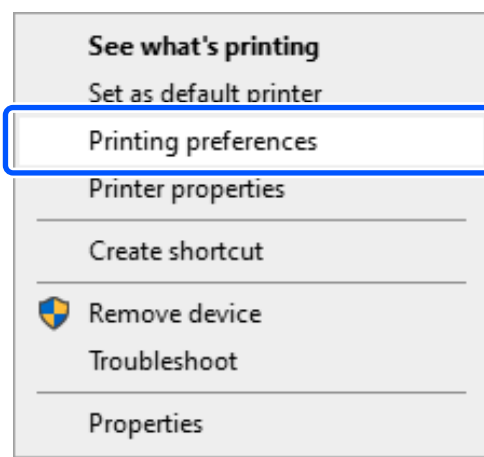 See what's printing
Set as default printer
Printing preferences
Printer properties
Create shortcut
Remove device
Troubleshoot
Properties